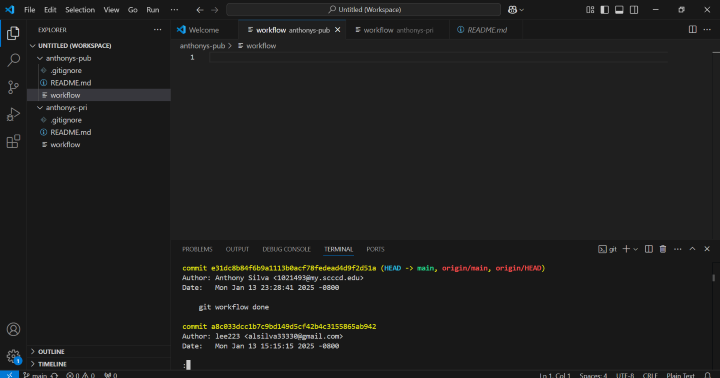 File Edit Selection View Go Run ··· Untitled (Workspace)
EXPLORER ···
UNTITLED (WORKSPACE)
anthonys-pub
.gitignore
README.md
workflow
anthonys-pri
.gitignore
README.md
workflow
OUTLINE
TIMELINE
Welcome
workflow anthonys-pub
workflow anthonys-pri
README.md
anthonys-pub > workflow
1
PROBLEMS OUTPUT DEBUG CONSOLE TERMINAL PORTS
git
commit e31dc8b84f6b9a1113b0acf78fedead4d9f2d51a (HEAD -> main, origin/main, origin/HEAD)
Author: Anthony Silva <1021493@my.scccd.edu>
Date: Mon Jan 13 23:28:41 2025 -0800
git workflow done
commit a8c033dcc1b7c9bd149d5cf42b4c3155865ab942
Author: lee223 <alsilva33330@gmail.com>
Date: Mon Jan 13 15:15:15 2025 -0800
:
1
main 0 0 0 Ln 1, Col 1 Spaces: 4 UTF-8 CRLF Plain Text